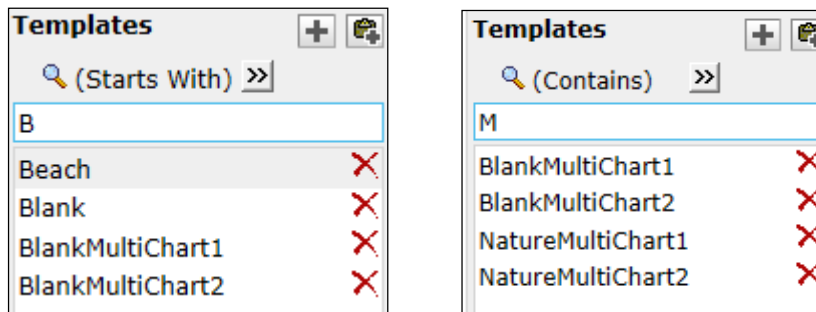 Templates
(Starts With) >>
B
Beach
Blank
BlankMultiChart1
BlankMultiChart2
Templates
(Contains) >>
M
BlankMultiChart1
BlankMultiChart2
NatureMultiChart1
NatureMultiChart2